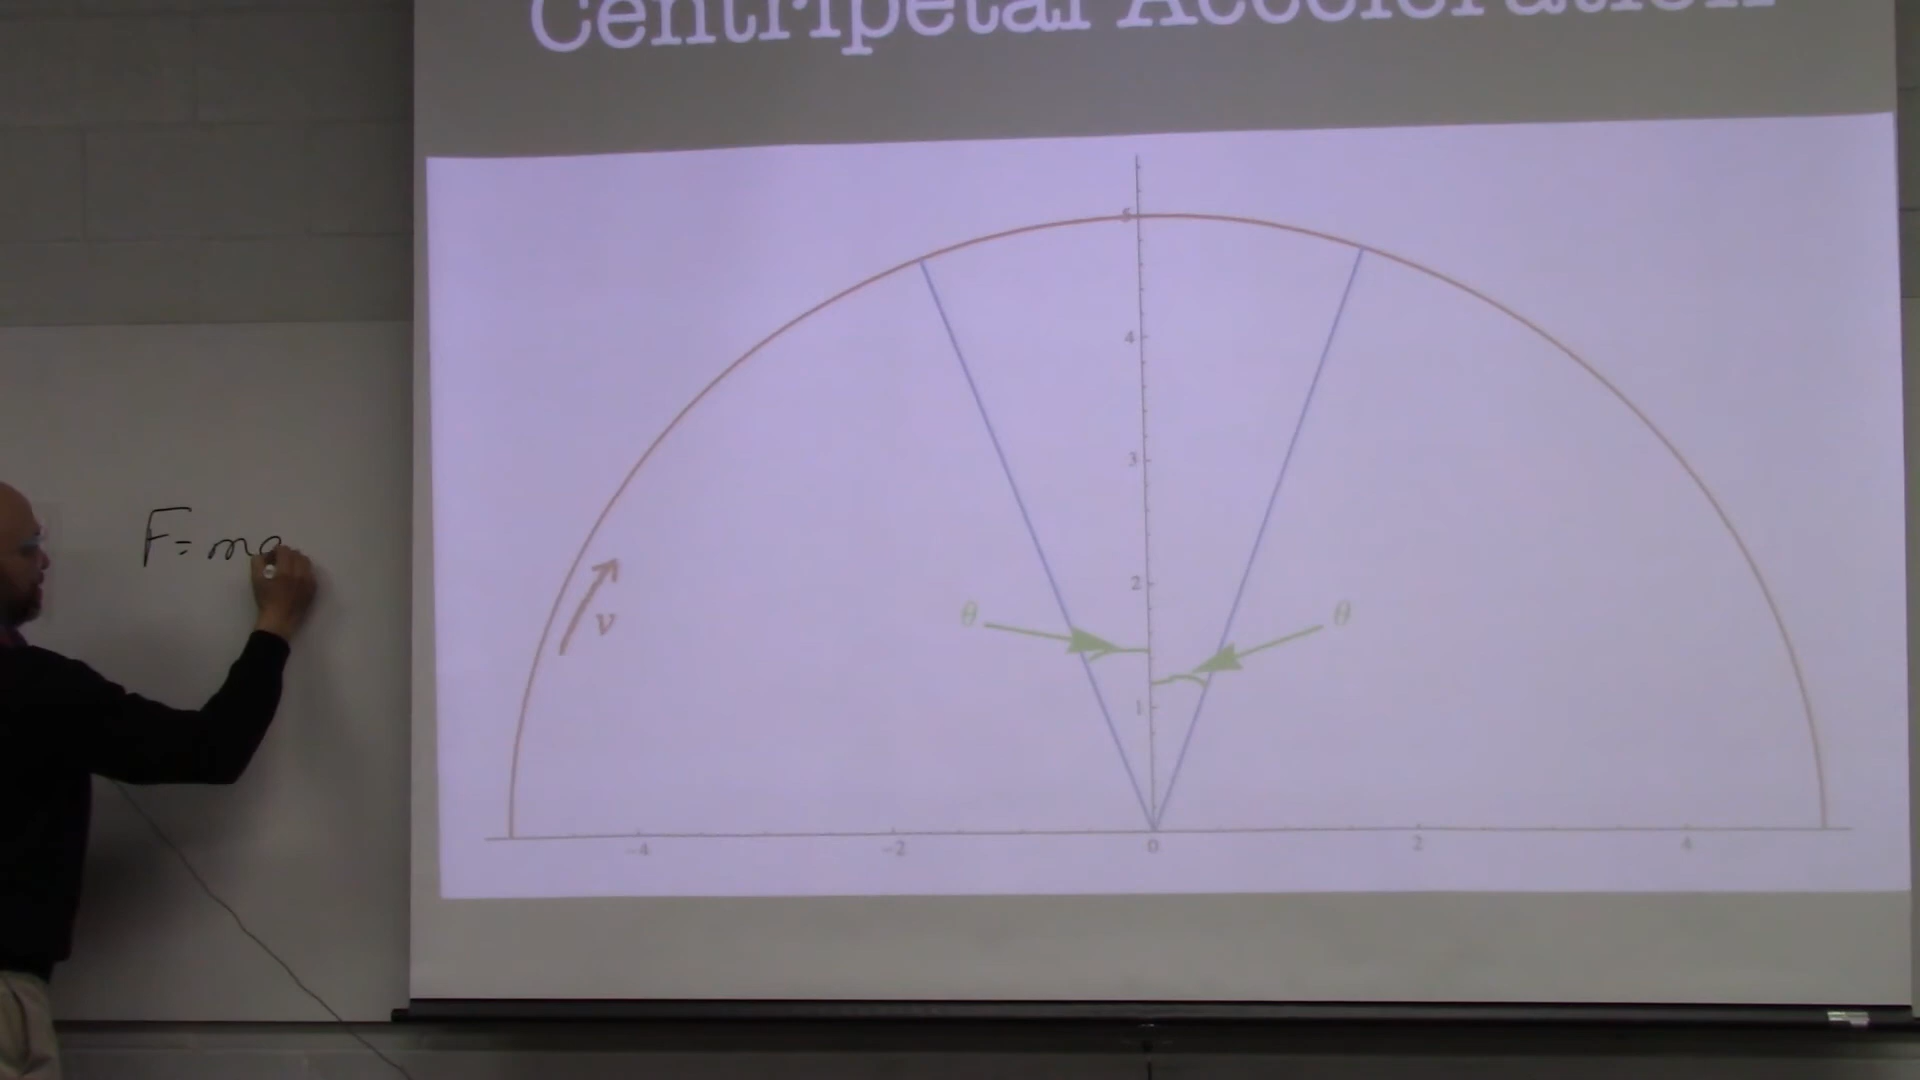 Centripetal Acceleration
5
4
3
2
1
θ
θ
v
-4 -2 0 2 4
F=ma